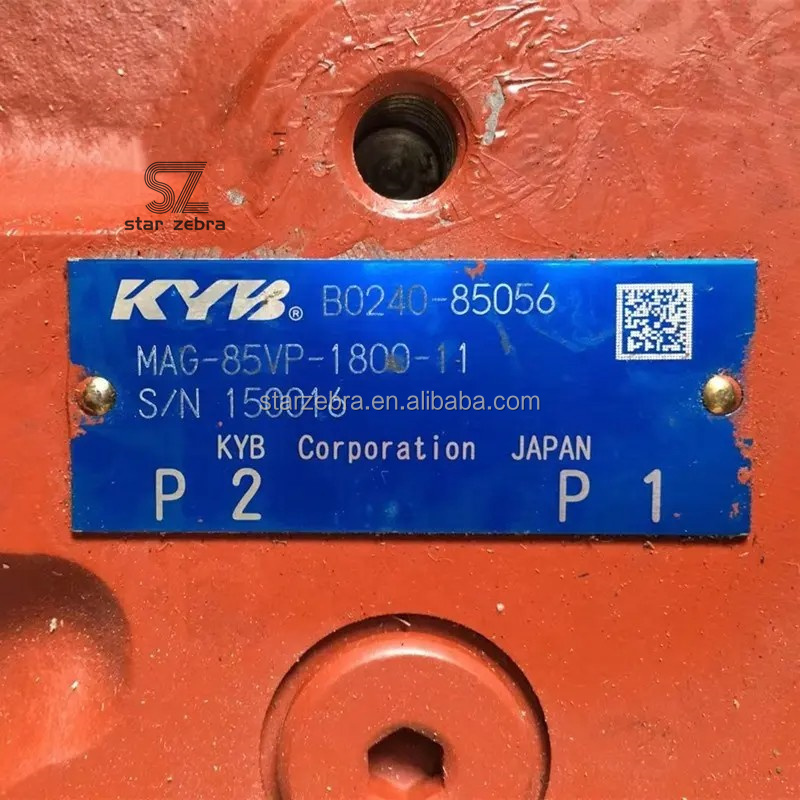 SZ
star zebra
KYB® B0240-85056
MAG-85VP-1800-11
S/N 150016
starzebra.en.alibaba.com
KYB Corporation JAPAN
P 2 P 1